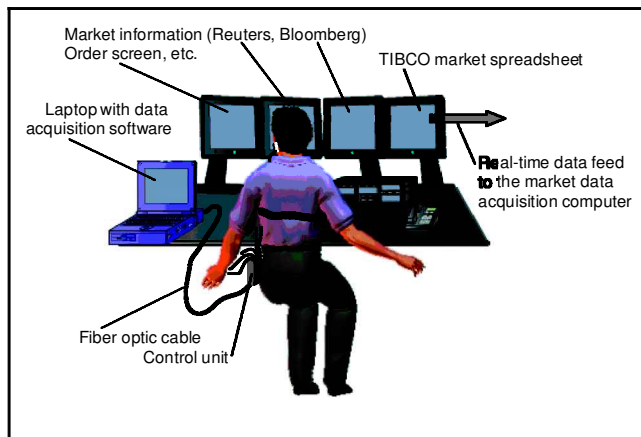 Market information (Reuters, Bloomberg)
Order screen, etc.
TIBCO market spreadsheet
Laptop with data
acquisition software
Real-time data feed
to the market data
acquisition computer
Fiber optic cable
Control unit